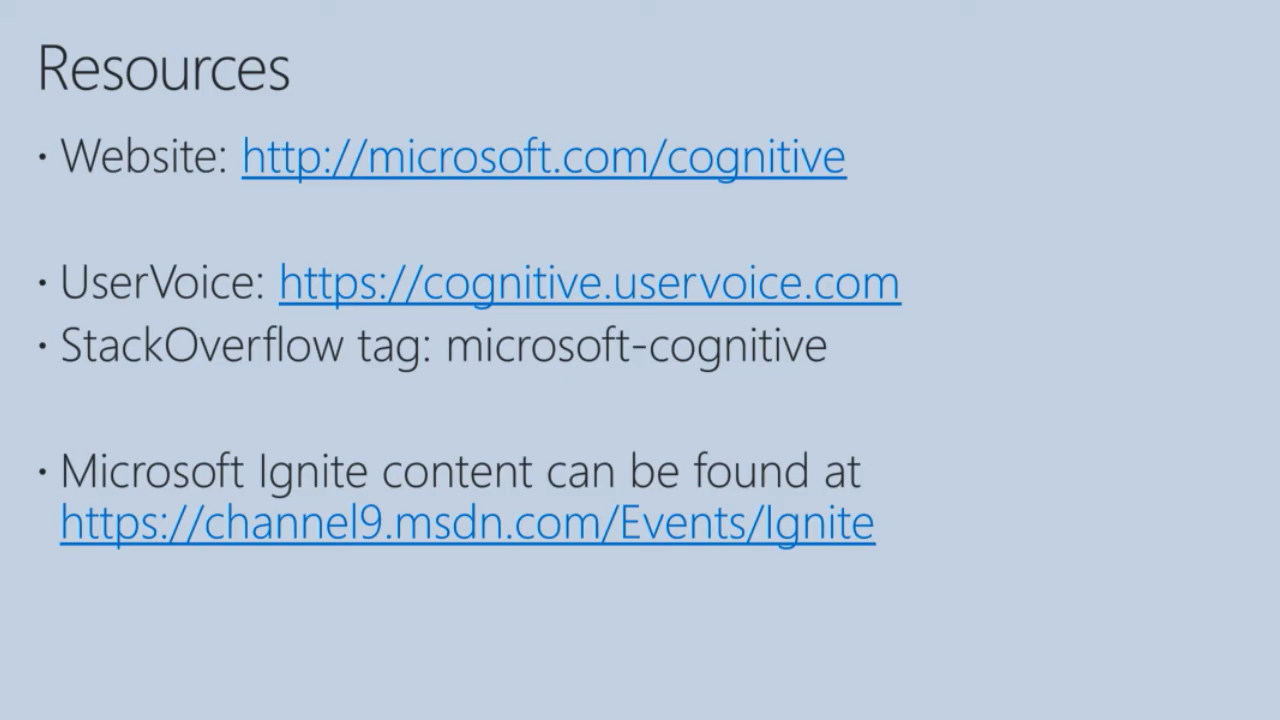 Resources
· Website: http://microsoft.com/cognitive
· UserVoice: https://cognitive.uservoice.com
· StackOverflow tag: microsoft-cognitive
· Microsoft Ignite content can be found at
https://channel9.msdn.com/Events/Ignite